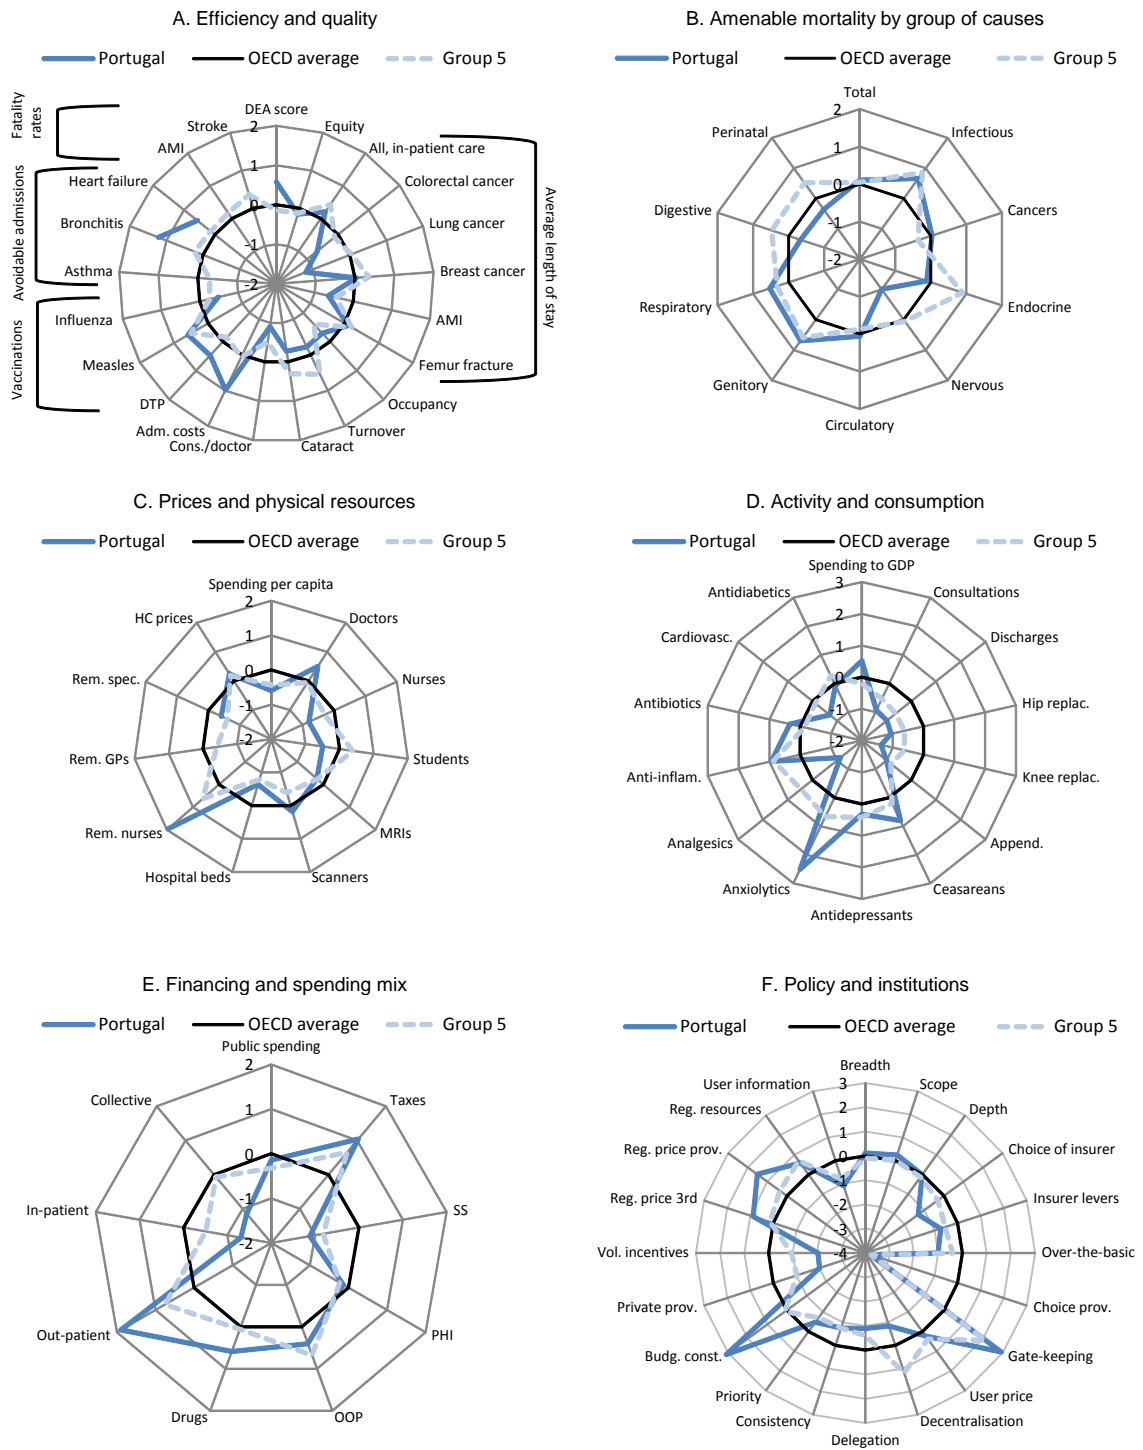 A. Efficiency and quality
Portugal
OECD average
Group 5
Fatality rates
Avoidable admissions
Vaccinations
Average length of stay
DEA score
Equity
All, in-patient care
Colorectal cancer
Lung cancer
Breast cancer
AMI
Femur fracture
Occupancy
Turnover
Cataract
Cons./doctor
Adm. costs
DTP
Measles
Influenza
Asthma
Bronchitis
Heart failure
AMI
Stroke
2
1
0
-1
-2
B. Amenable mortality by group of causes
Portugal
OECD average
Group 5
Total
Infectious
Cancers
Endocrine
Nervous
Circulatory
Genitory
Respiratory
Digestive
Perinatal
2
1
0
-1
-2
C. Prices and physical resources
Portugal
OECD average
Group 5
Spending per capita
Doctors
Nurses
Students
MRIs
Scanners
Hospital beds
Rem. nurses
Rem. GPs
Rem. spec.
HC prices
2
1
0
-1
-2
D. Activity and consumption
Portugal
OECD average
Group 5
Spending to GDP
Consultations
Discharges
Hip replac.
Knee replac.
Append.
Ceasareans
Antidepressants
Anxiolytics
Analgesics
Anti-inflam.
Antibiotics
Cardiovasc.
Antidiabetics
3
2
1
0
-1
-2
E. Financing and spending mix
Portugal
OECD average
Group 5
Public spending
Taxes
SS
PHI
OOP
Drugs
Out-patient
In-patient
Collective
2
1
0
-1
-2
F. Policy and institutions
Portugal
OECD average
Group 5
Breadth
Scope
Depth
Choice of insurer
Insurer levers
Over-the-basic
Choice prov.
Gate-keeping
User price
Decentralisation
Delegation
Consistency
Priority
Budg. const.
Private prov.
Vol. incentives
Reg. price 3rd
Reg. price prov.
Reg. resources
User information
3
2
1
0
-1
-2
-3
-4